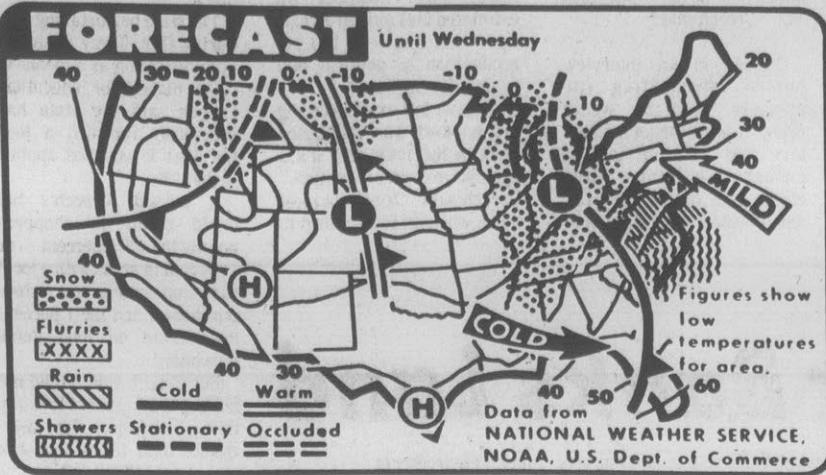 FORECAST Until Wednesday
40 30 20 10 0 -10 -10 0 10 20
30
40
MILD
L
L
40
H
Snow
Flurries
XXXX
Rain
Showers
40 30
Cold Warm
Stationary Occluded
COLD
H
40 50 60
Figures show
low
temperatures
for area.
Data from
NATIONAL WEATHER SERVICE,
NOAA, U.S. Dept. of Commerce